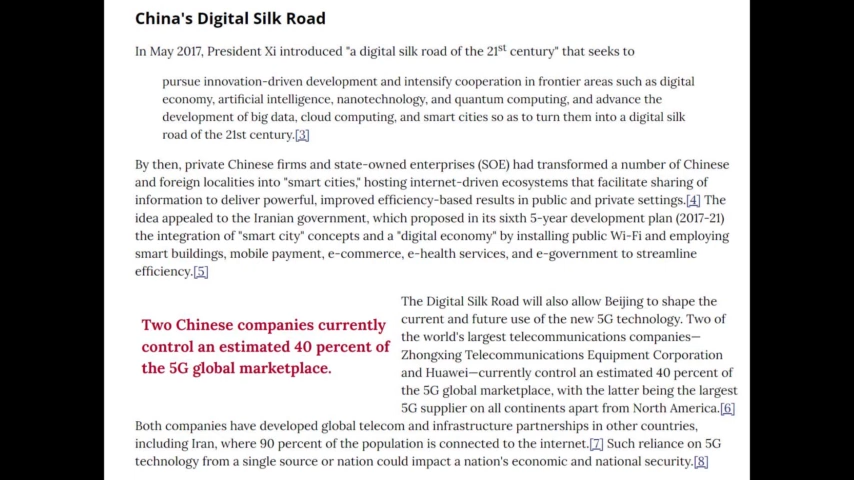 China's Digital Silk Road
In May 2017, President Xi introduced "a digital silk road of the 21st century" that seeks to
pursue innovation-driven development and intensify cooperation in frontier areas such as digital
economy, artificial intelligence, nanotechnology, and quantum computing, and advance the
development of big data, cloud computing, and smart cities so as to turn them into a digital silk
road of the 21st century.[3]
By then, private Chinese firms and state-owned enterprises (SOE) had transformed a number of Chinese
and foreign localities into "smart cities," hosting internet-driven ecosystems that facilitate sharing of
information to deliver powerful, improved efficiency-based results in public and private settings.[4] The
idea appealed to the Iranian government, which proposed in its sixth 5-year development plan (2017-21)
the integration of "smart city" concepts and a "digital economy" by installing public Wi-Fi and employing
smart buildings, mobile payment, e-commerce, e-health services, and e-government to streamline
efficiency.[5]
Two Chinese companies currently
control an estimated 40 percent of
the 5G global marketplace.
The Digital Silk Road will also allow Beijing to shape the
current and future use of the new 5G technology. Two of
the world's largest telecommunications companies—
Zhongxing Telecommunications Equipment Corporation
and Huawei—currently control an estimated 40 percent of
the 5G global marketplace, with the latter being the largest
5G supplier on all continents apart from North America.[6]
Both companies have developed global telecom and infrastructure partnerships in other countries,
including Iran, where 90 percent of the population is connected to the internet.[7] Such reliance on 5G
technology from a single source or nation could impact a nation's economic and national security.[8]